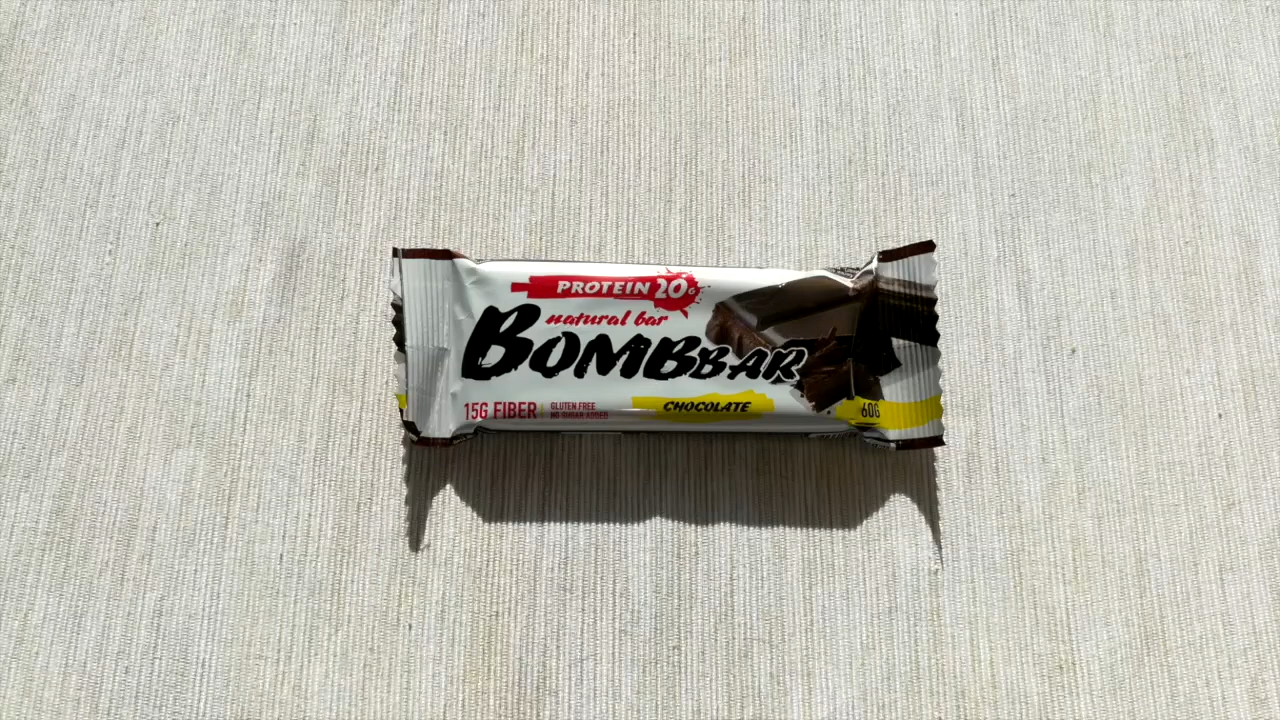 PROTEIN 20G
natural bar
BOMBBAR
15G FIBER
GLUTEN FREE
NO SUGAR ADDED
CHOCOLATE
60G